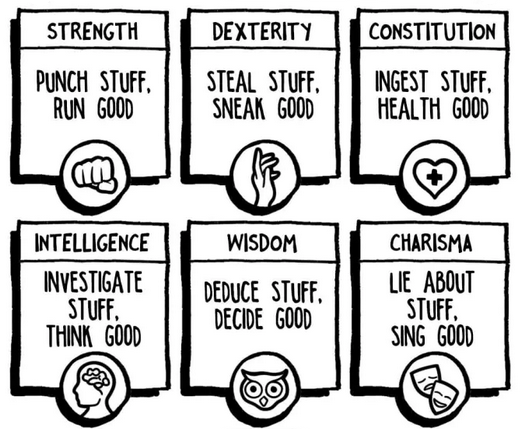 STRENGTH
PUNCH STUFF,
RUN GOOD
DEXTERITY
STEAL STUFF,
SNEAK GOOD
CONSTITUTION
INGEST STUFF,
HEALTH GOOD
INTELLIGENCE
INVESTIGATE
STUFF,
THINK GOOD
WISDOM
DEDUCE STUFF,
DECIDE GOOD
CHARISMA
LIE ABOUT
STUFF,
SING GOOD